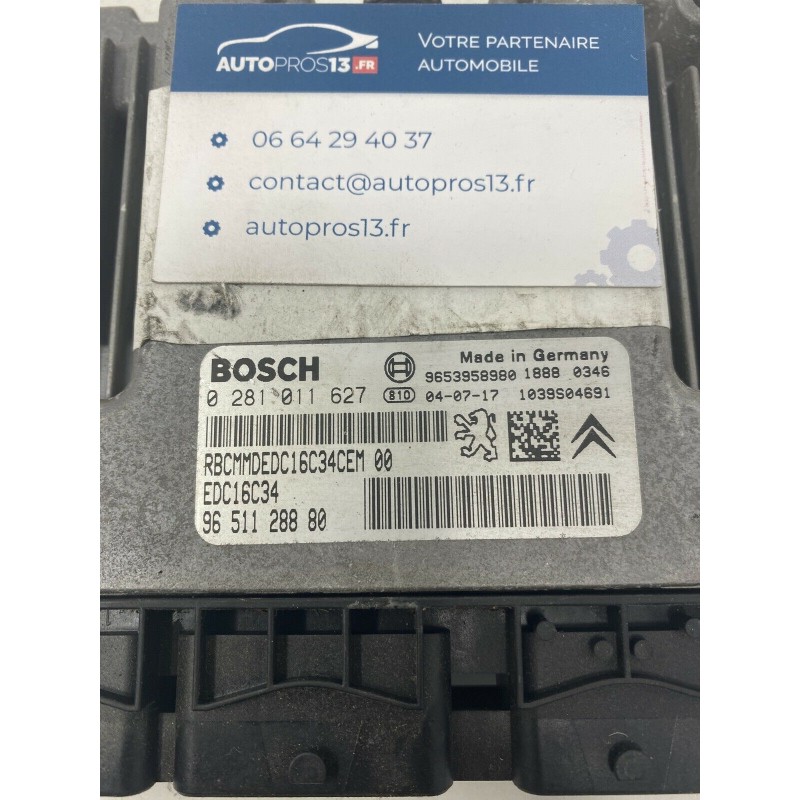 AUTOPROS13.FR
VOTRE PARTENAIRE
AUTOMOBILE
06 64 29 40 37
contact@autopros13.fr
autopros13.fr
BOSCH
Made in Germany
9653958980 1888 0346
0 281 011 627 810 04-07-17 1039S04691
RBCMMDEDC16C34CEM 00
EDC16C34
96 511 288 80